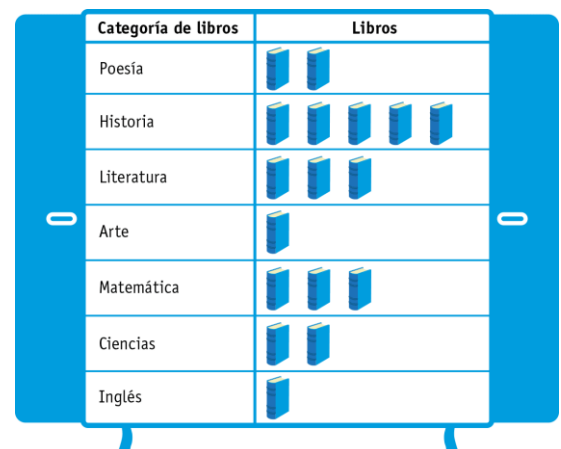 Categoría de libros Libros
Poesía
Historia
Literatura
Arte
Matemática
Ciencias
Inglés